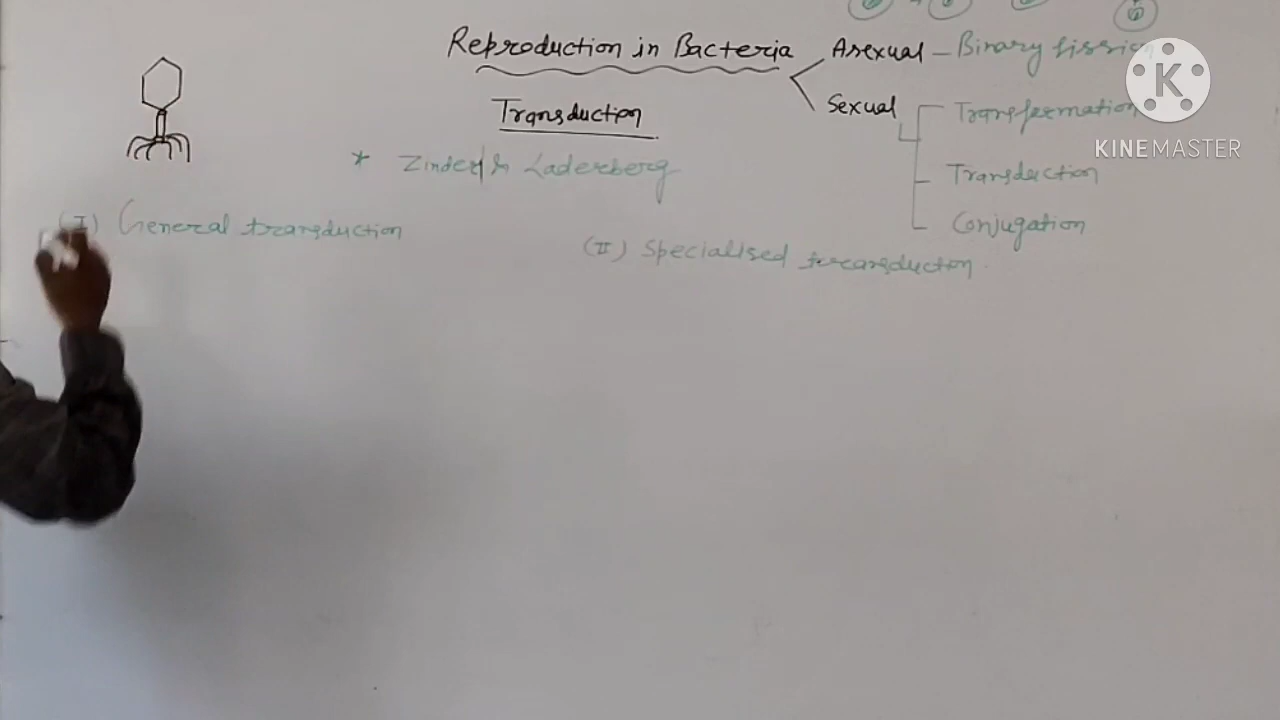 Reproduction in Bacteria
Asexual – Binary fission
Sexual
Transformation
Transduction
Conjugation
Transduction
* Zinder & Laderberg
(I) General transduction
(II) Specialised transduction
K
KINEMASTER